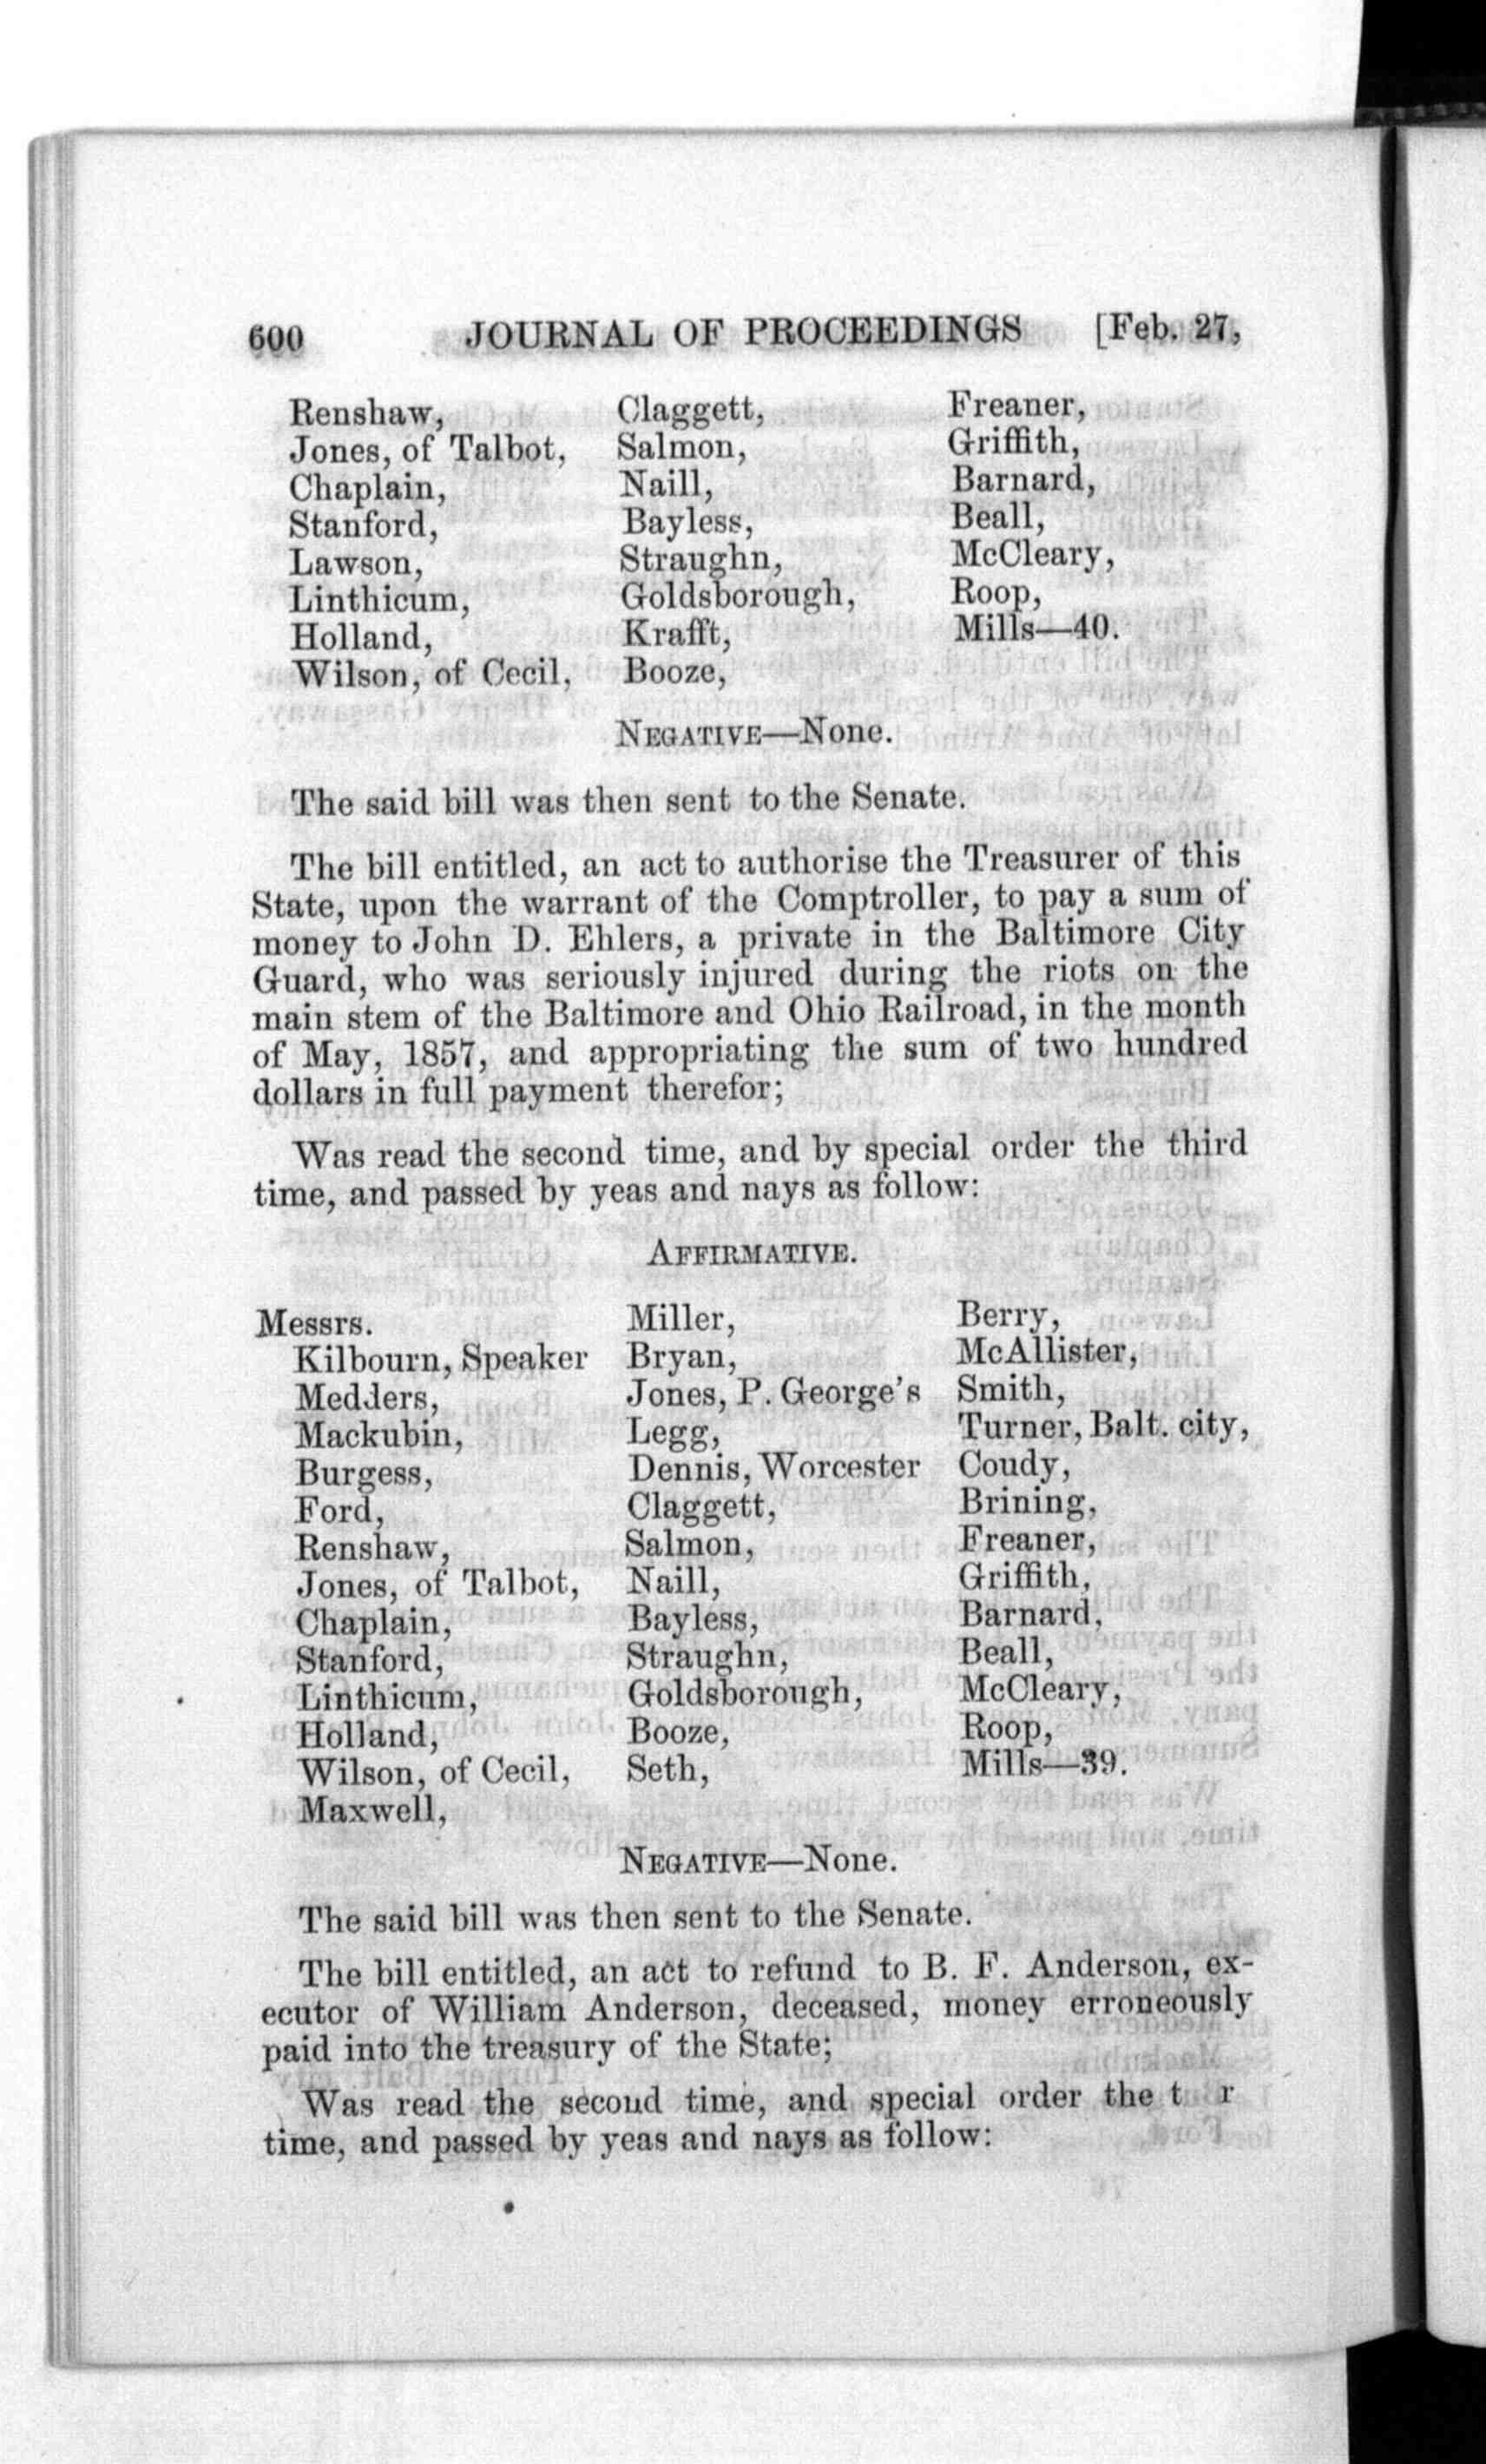 600 JOURNAL OF PROCEEDINGS [Feb. 27,
Renshaw, Claggett, Freaner,
Jones, of Talbot, Salmon, Griffith,
Chaplain, Naill, Barnard,
Stanford, Bayless, Beall,
Lawson, Straughn, McCleary,
Linthicum, Goldsborough, Roop,
Holland, Krafft, Mills—40.
Wilson, of Cecil, Booze,
NEGATIVE—None.
The said bill was then sent to the Senate.
The bill entitled, an act to authorise the Treasurer of this
State, upon the warrant of the Comptroller, to pay a sum of
money to John D. Ehlers, a private in the Baltimore City
Guard, who was seriously injured during the riots on the
main stem of the Baltimore and Ohio Railroad, in the month
of May, 1857, and appropriating the sum of two hundred
dollars in full payment therefor;
Was read the second time, and by special order the third
time, and passed by yeas and nays as follow:
AFFIRMATIVE.
Messrs. Miller, Berry,
Kilbourn, Speaker Bryan, McAllister,
Medders, Jones, P. George's Smith,
Mackubin, Legg, Turner, Balt. city,
Burgess, Dennis, Worcester Coudy,
Ford, Claggett, Brining,
Renshaw, Salmon, Freaner,
Jones, of Talbot, Naill, Griffith,
Chaplain, Bayless, Barnard,
Stanford, Straughn, Beall,
Linthicum, Goldsborough, McCleary,
Holland, Booze, Roop,
Wilson, of Cecil, Seth, Mills—39.
Maxwell,
NEGATIVE—None.
The said bill was then sent to the Senate.
The bill entitled, an act to refund to B. F. Anderson, ex-
ecutor of William Anderson, deceased, money erroneously
paid into the treasury of the State;
Was read the second time, and special order the t r
time, and passed by yeas and nays as follow: